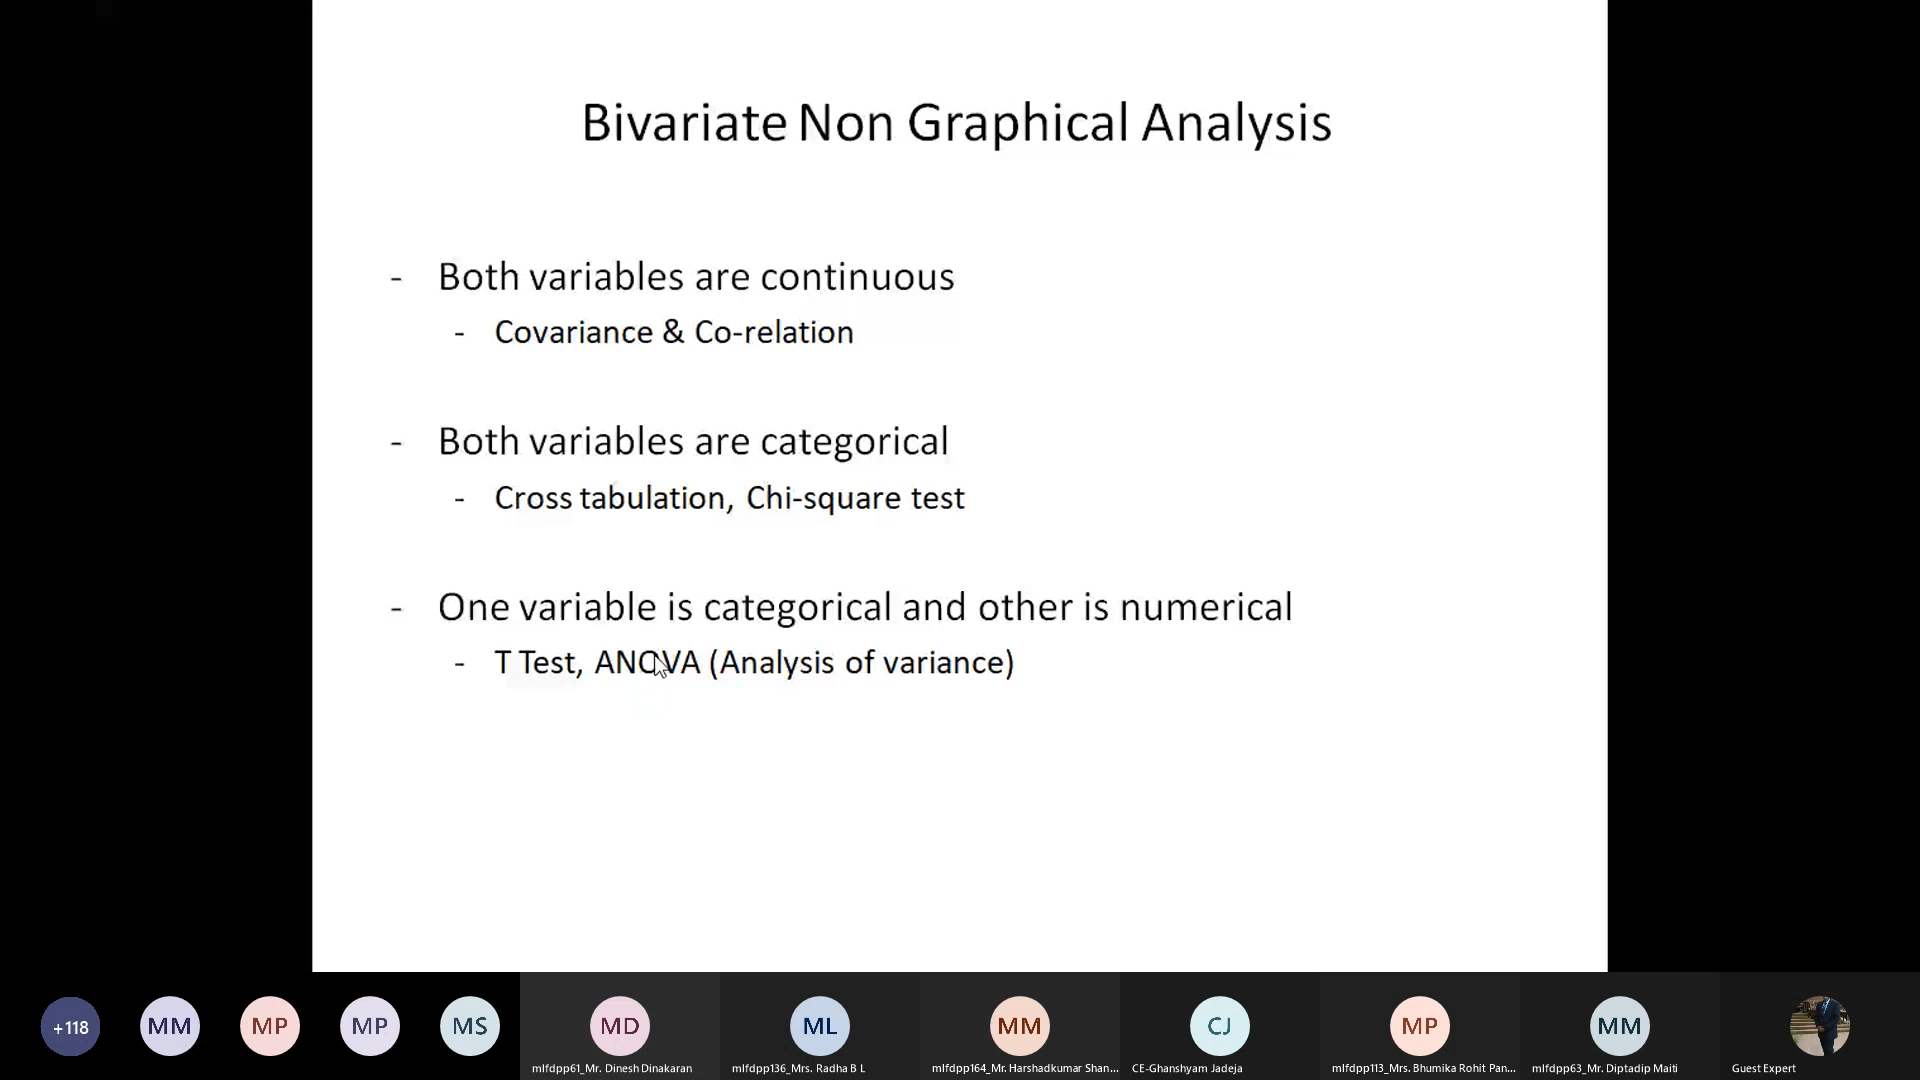 Bivariate Non Graphical Analysis
- Both variables are continuous
- Covariance & Co-relation
- Both variables are categorical
- Cross tabulation, Chi-square test
- One variable is categorical and other is numerical
- T Test, ANOVA (Analysis of variance)
+118 MM MP MP MS MD ML MM CJ MP MM
mlfdpp61_Mr. Dinesh Dinakaran mlfdpp136_Mrs. Radha B L mlfdpp164_Mr. Harshadkumar Shan... CE-Ghanshyam Jadeja mlfdpp113_Mrs. Bhumika Rohit Pan... mlfdpp63_Mr. Diptadip Maiti Guest Expert